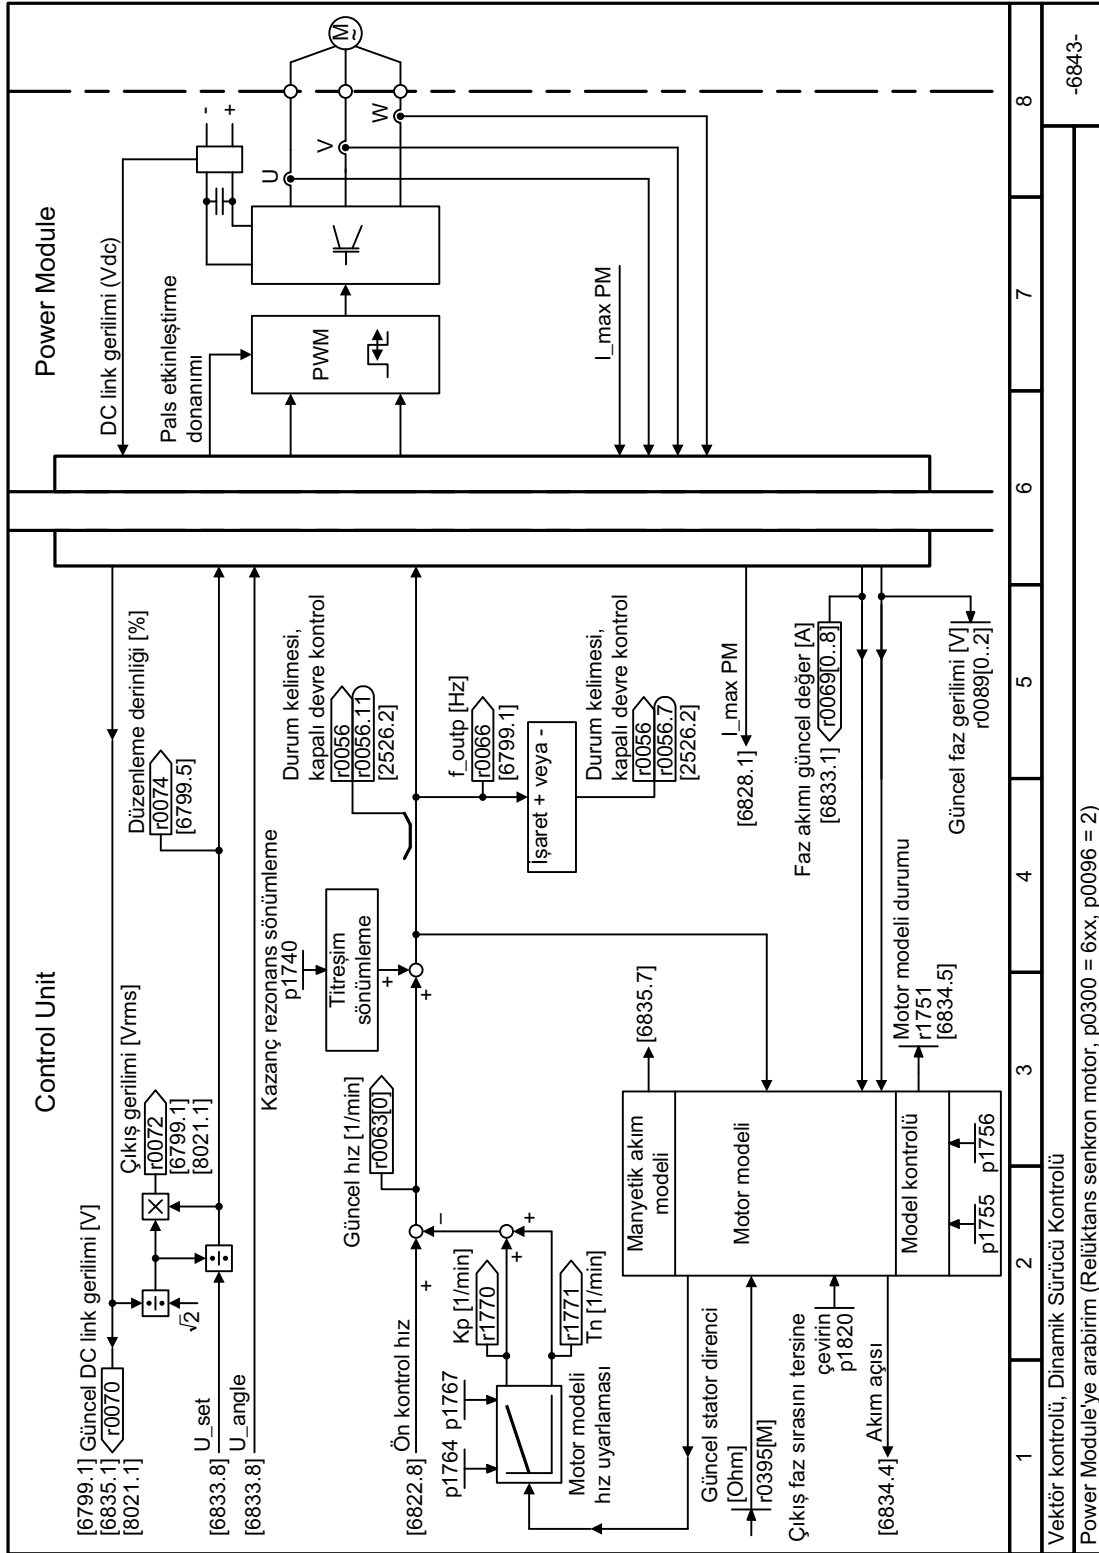 Control Unit
Power Module
[6799.1]
[6835.1]
[8021.1]
Güncel DC link gerilimi [V]
r0070
√2
Çıkış gerilimi [Vrms]
r0072
[6799.1]
[8021.1]
Düzenleme derinliği [%]
r0074
[6799.5]
U_set
[6833.8]
U_angle
[6833.8]
Kazanç rezonans sönümleme
p1740
Titreşim
sönümleme
+
+
Güncel hız [1/min]
r0063[0]
Ön kontrol hız
[6822.8]
+
–
Durum kelimesi,
kapalı devre kontrol
r0056
r0056.11
[2526.2]
f_outp [Hz]
r0066
[6799.1]
İşaret + veya -
Durum kelimesi,
kapalı devre kontrol
r0056
r0056.7
[2526.2]
p1764
p1767
Kp [1/min]
r1770
+
+
r1771
Tn [1/min]
Motor modeli
hız uyarlaması
Manyetik akım
modeli
[6835.7]
Motor modeli
Model kontrolü
p1755
p1756
Motor modeli durumu
r1751
[6834.5]
Güncel stator direnci
[Ohm]
r0395[M]
Çıkış faz sırasını tersine
çevirin
p1820
Akım açısı
[6834.4]
I_max PM
[6828.1]
Faz akımı güncel değer [A]
[6833.1]
r0069[0..8]
Güncel faz gerilimi [V]
r0089[0..2]
DC link gerilimi (Vdc)
Pals etkinleştirme
donanımı
PWM
-
+
U
V
W
M
~
I_max PM
1
2
3
4
5
6
7
8
Vektör kontrolü, Dinamik Sürücü Kontrolü
Power Module'ye arabirim (Relüktans senkron motor, p0300 = 6xx, p0096 = 2)
-6843-